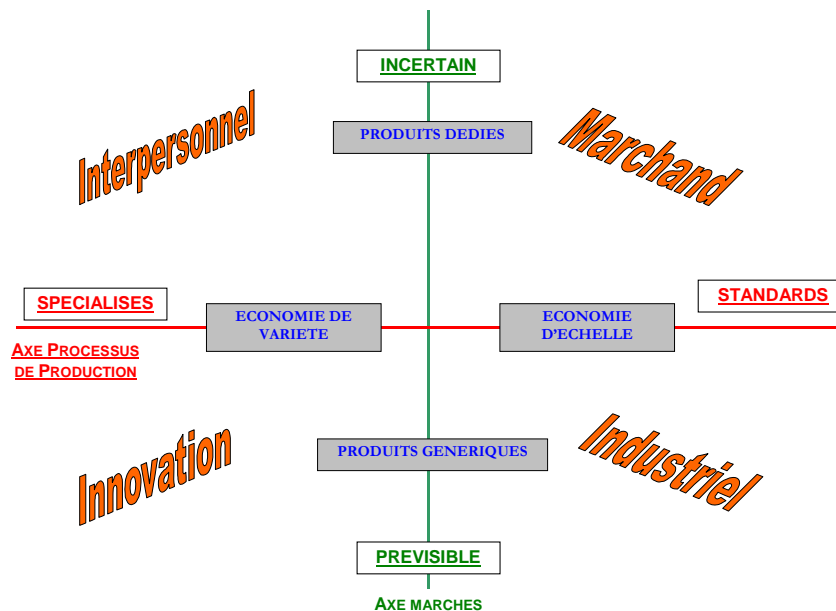 INCERTAIN
PRODUITS DEDIES
Interpersonnel
Marchand
SPECIALISES
STANDARDS
ECONOMIE DE
VARIETE
ECONOMIE
D'ECHELLE
AXE PROCESSUS
DE PRODUCTION
PRODUITS GENERIQUES
Innovation
Industriel
PREVISIBLE
AXE MARCHES